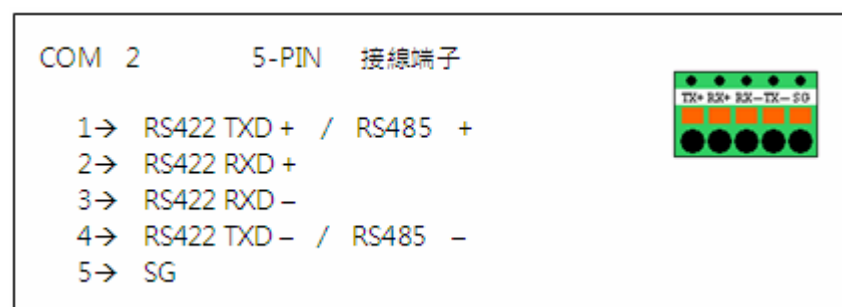 COM 2 5-PIN 接線端子
TX+ RX+ RX- TX- SG
1→ RS422 TXD + / RS485 +
2→ RS422 RXD +
3→ RS422 RXD –
4→ RS422 TXD – / RS485 –
5→ SG